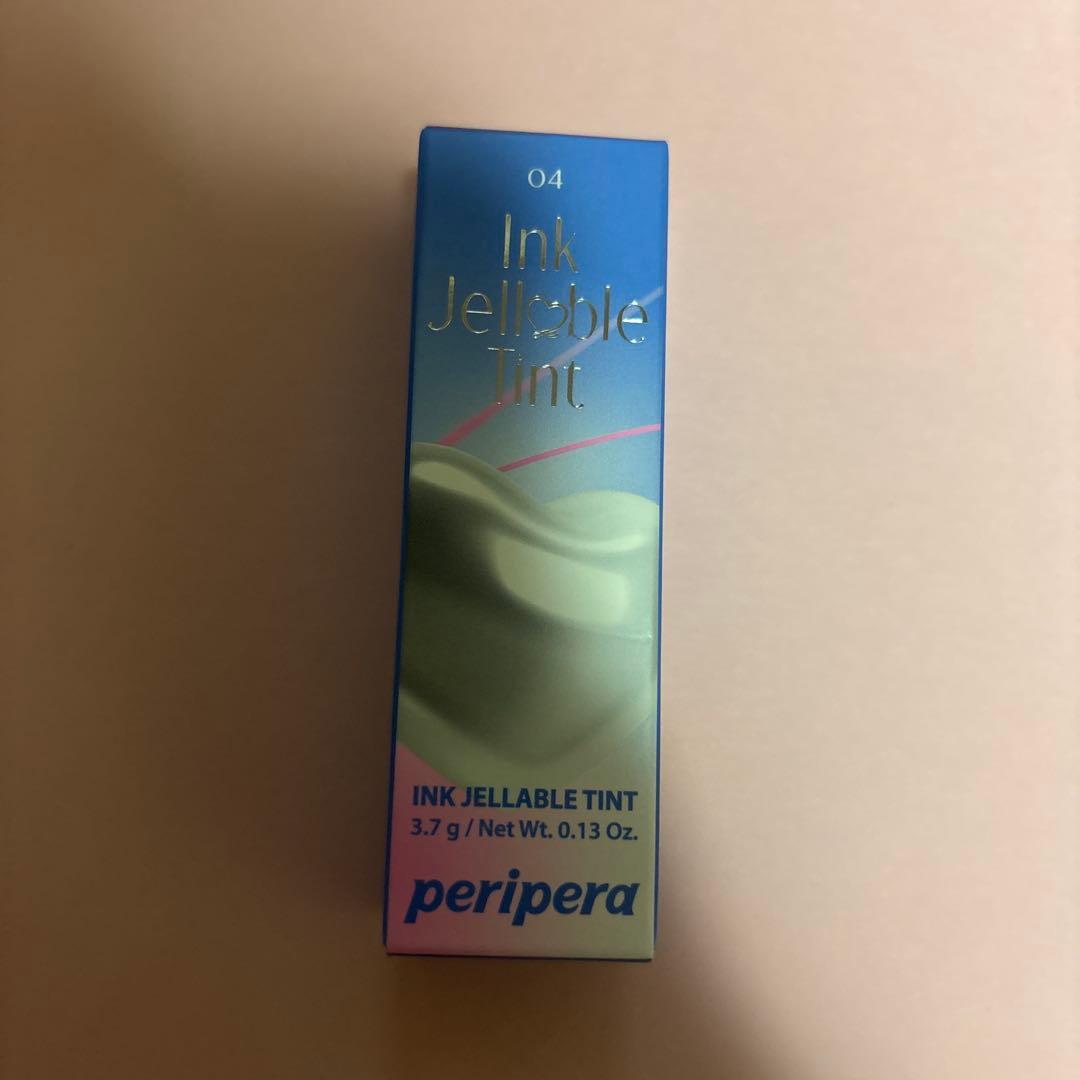 04
Ink
Jellable
Tint
INK JELLABLE TINT
3.7 g / Net Wt. 0.13 Oz.
peripera